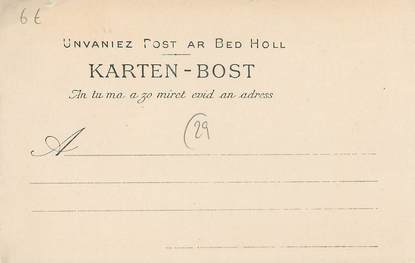 6€
UNVANIEZ POST AR BED HOLL
KARTEN-BOST
An tu ma a zo miret evid an adress
(29
A